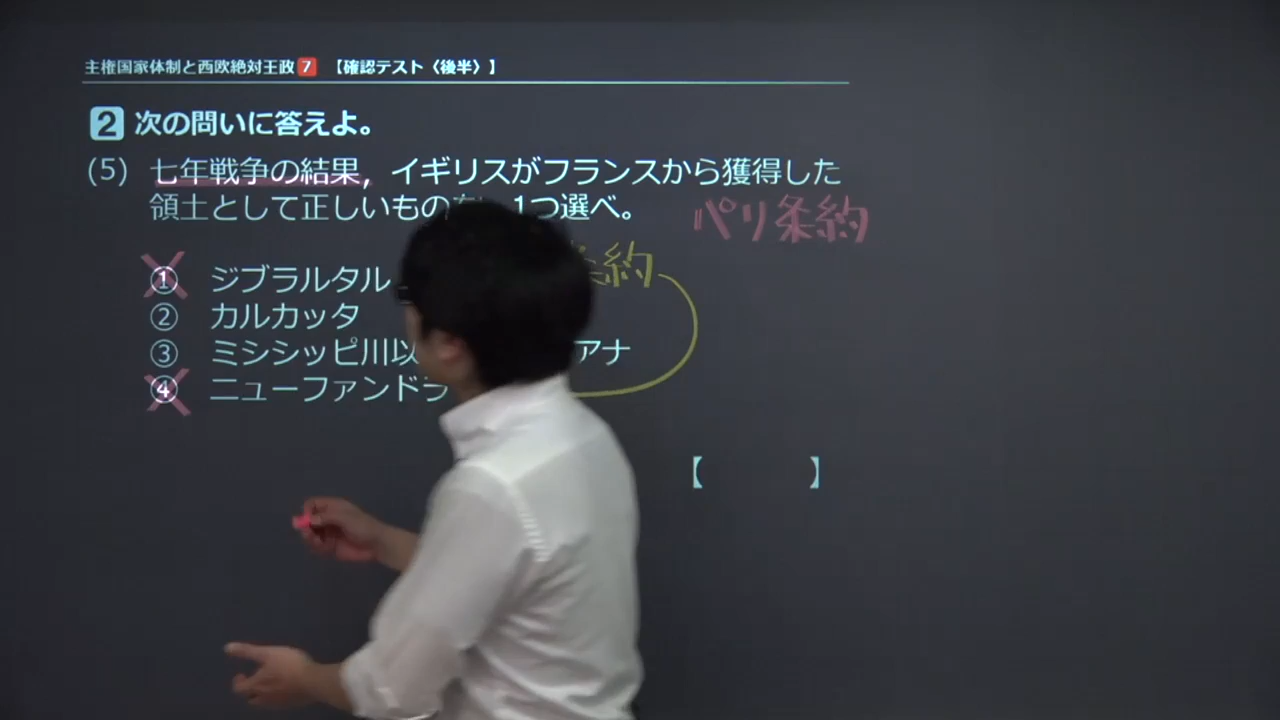 主権国家体制と西欧絶対王政7 【確認テスト〈後半〉】
2 次の問いに答えよ。
(5) 七年戦争の結果，イギリスがフランスから獲得した
領土として正しいものを 1つ選べ。
パリ条約
① ジブラルタル 条約
② カルカッタ
③ ミシシッピ川以 アナ
④ ニューファンドラ
【 】